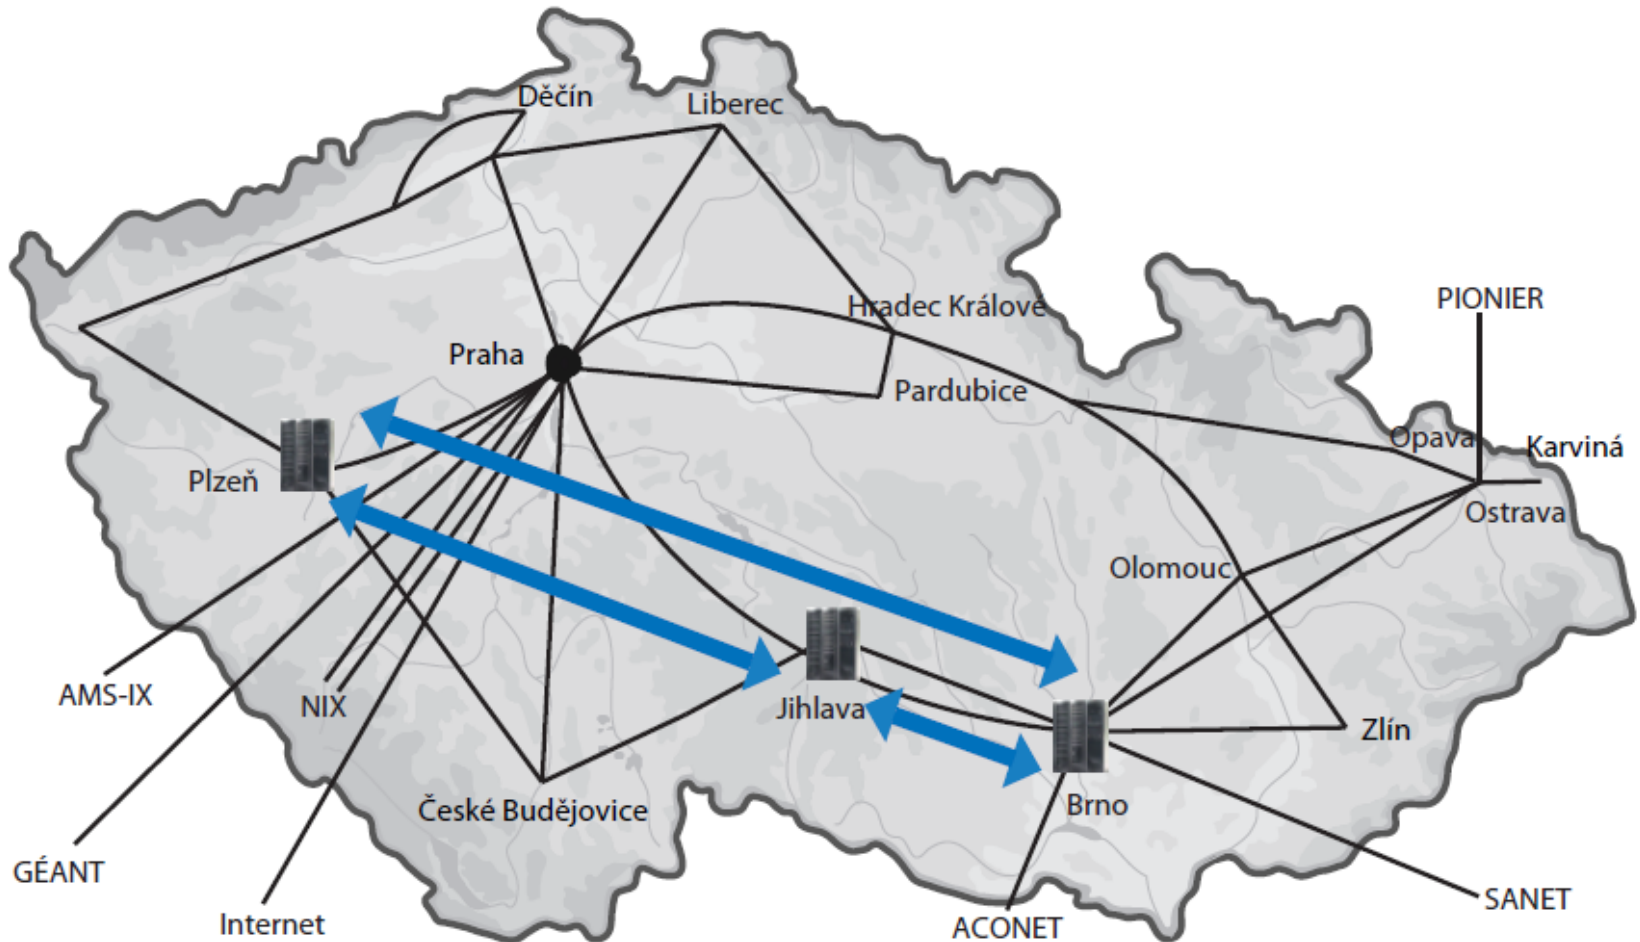 Děčín
Liberec
Hradec Králové
PIONIER
Praha
Pardubice
Opava
Karviná
Plzeň
Ostrava
Olomouc
AMS-IX
NIX
Jihlava
Zlín
České Budějovice
Brno
GÉANT
Internet
ACONET
SANET